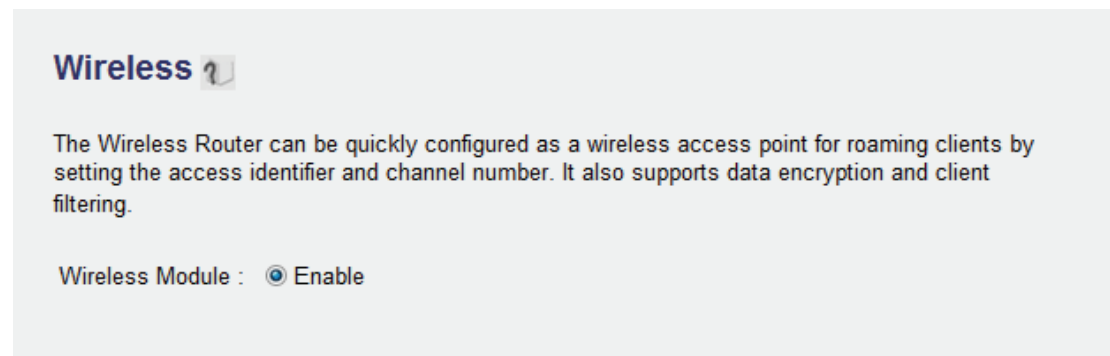 Wireless
The Wireless Router can be quickly configured as a wireless access point for roaming clients by
setting the access identifier and channel number. It also supports data encryption and client
filtering.
Wireless Module : Enable